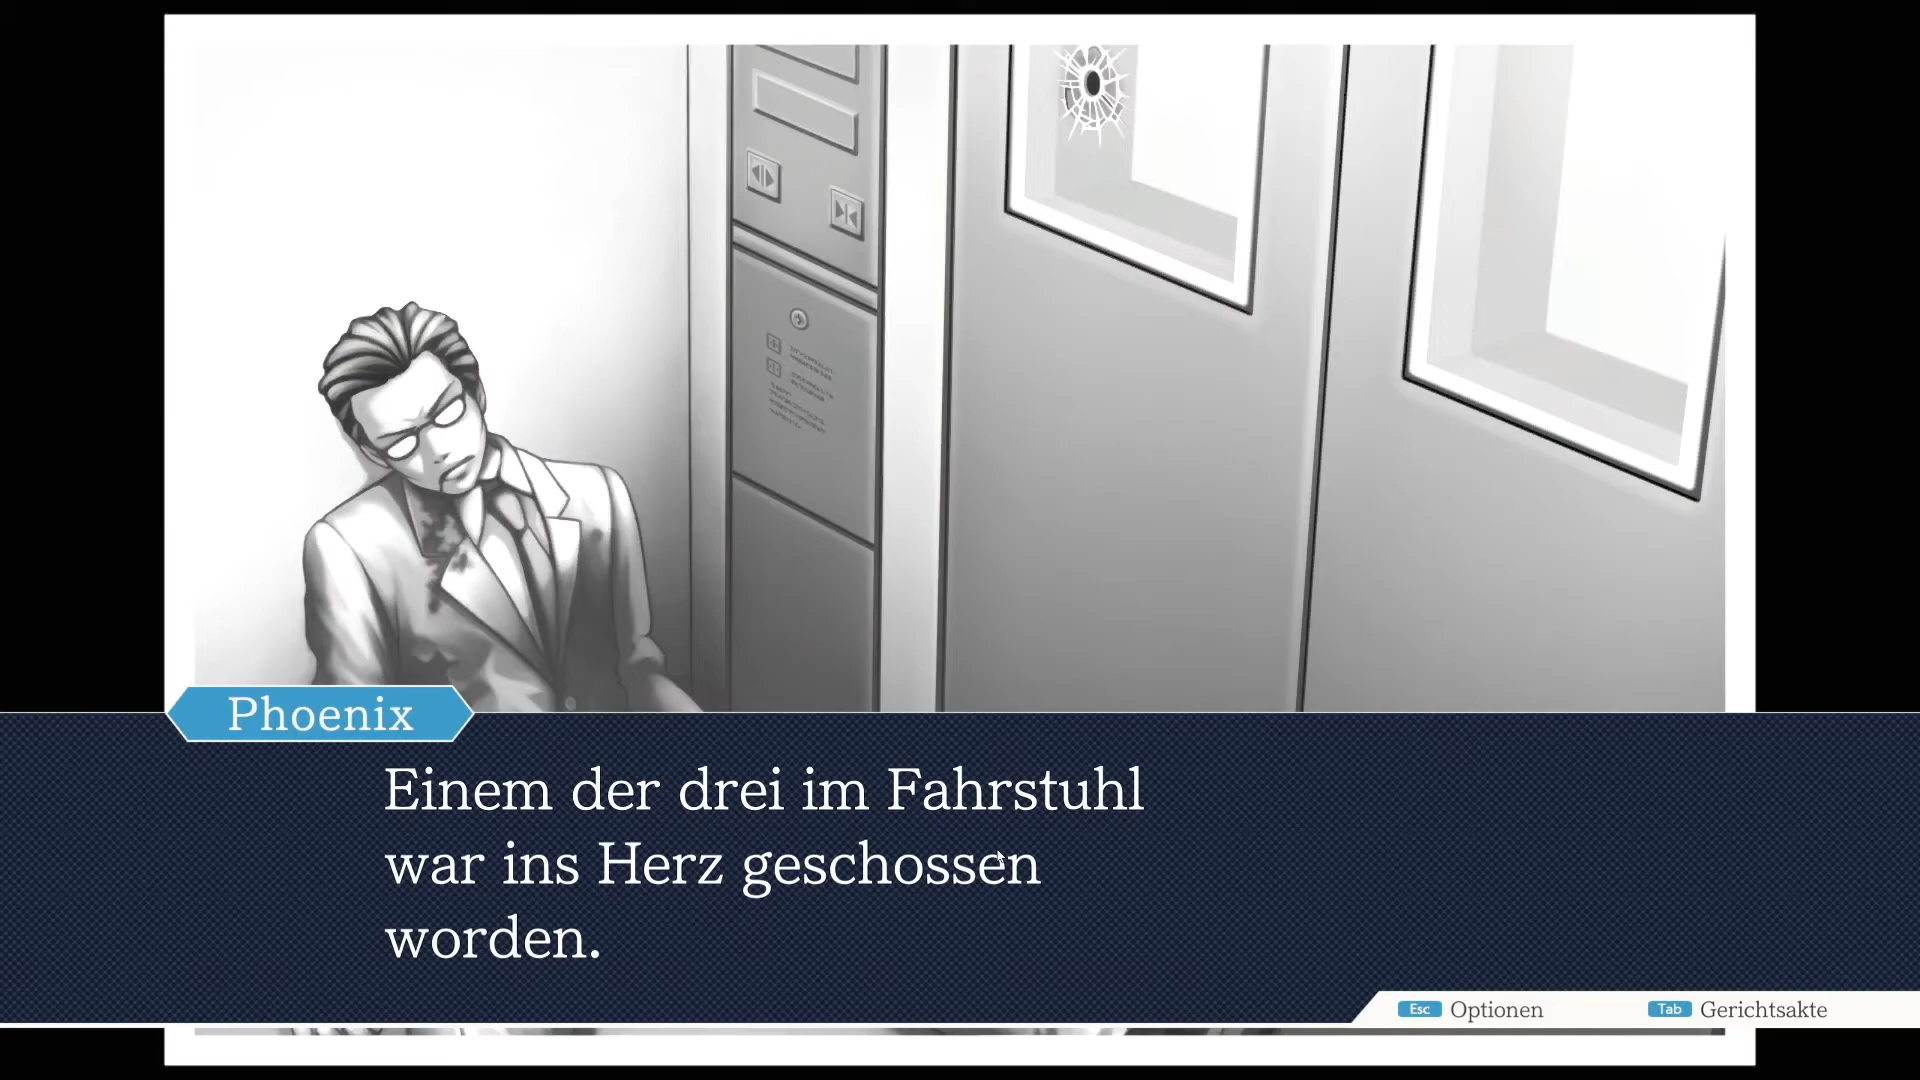 Phoenix
Einem der drei im Fahrstuhl
war ins Herz geschossen
worden.
Esc Optionen
Tab Gerichtsakte